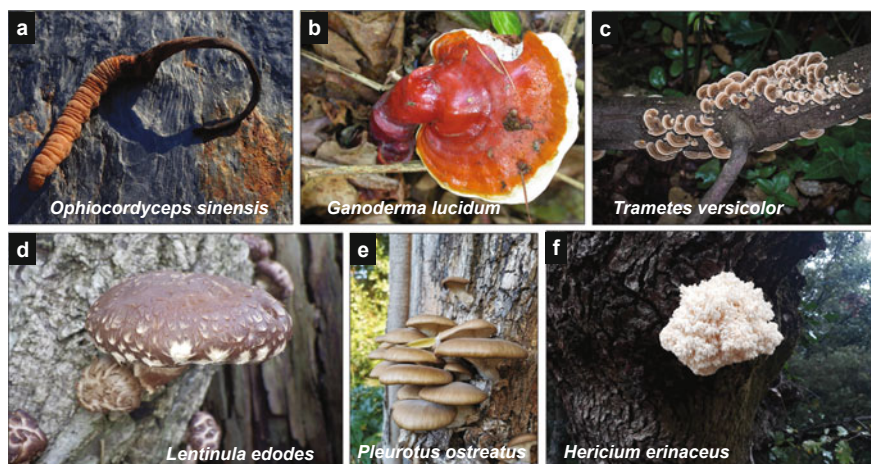 a
Ophiocordyceps sinensis
b
Ganoderma lucidum
c
Trametes versicolor
d
Lentinula edodes
e
Pleurotus ostreatus
f
Hericium erinaceus